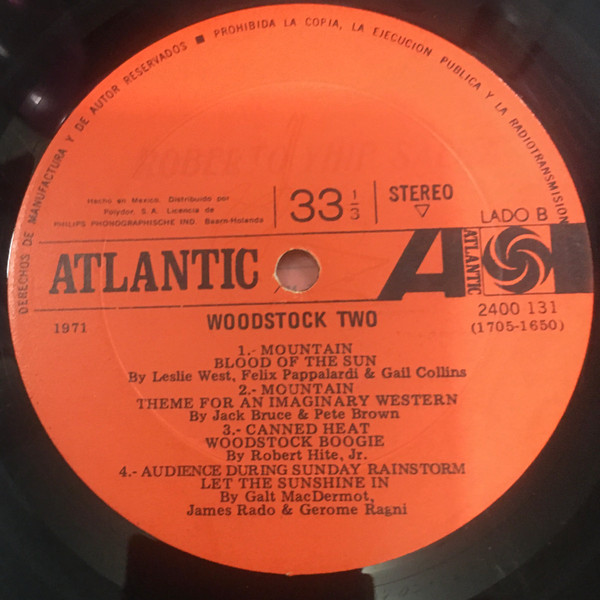 DERECHOS DE MANUFACTURA Y DE AUTOR RESERVADOS ■ PROHIBIDA LA COPIA, LA EJECUCION PUBLICA Y LA RADIOTRANSMISION
Hecho en Mexico. Distribuido por
Polydor, S. A. Licencia de
PHILIPS PHONOGRAPHISCHE IND. Baarn-Holanda
33 1/3
STEREO
LADO B
ATLANTIC
A
ATLANTIC
2400 131
(1705-1650)
1971
WOODSTOCK TWO
1.- MOUNTAIN
BLOOD OF THE SUN
By Leslie West, Felix Pappalardi & Gail Collins
2.- MOUNTAIN
THEME FOR AN IMAGINARY WESTERN
By Jack Bruce & Pete Brown
3.- CANNED HEAT
WOODSTOCK BOOGIE
By Robert Hite, Jr.
4.- AUDIENCE DURING SUNDAY RAINSTORM
LET THE SUNSHINE IN
By Galt MacDermot,
James Rado & Gerome Ragni